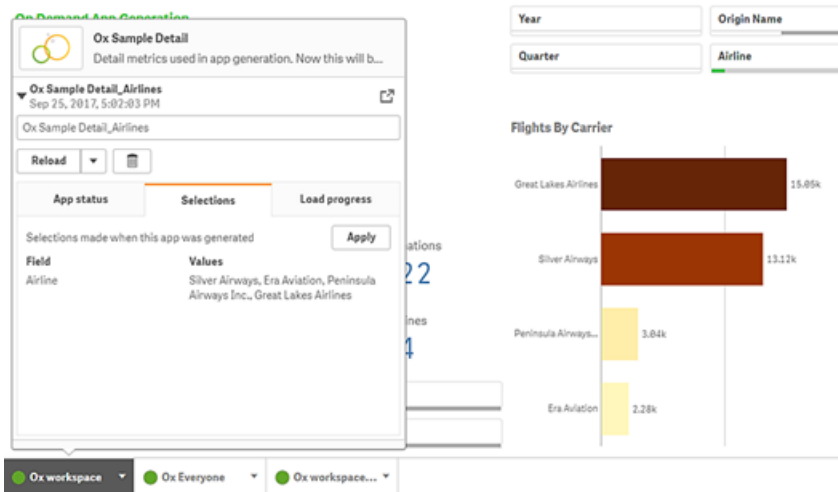 On Demand App Generation
Ox Sample Detail
Detail metrics used in app generation. Now this will b...
Ox Sample Detail_Airlines
Sep 25, 2017, 5:02:03 PM
Ox Sample Detail_Airlines
Reload
App status
Selections
Load progress
Selections made when this app was generated
Apply
Field
Values
Airline
Silver Airways, Era Aviation, Peninsula
Airways Inc., Great Lakes Airlines
ations
22
ines
4
Year
Origin Name
Quarter
Airline
Flights By Carrier
Great Lakes Airlines
15.05k
Silver Airways
13.12k
Peninsula Airways...
3.04k
Era Aviation
2.28k
Ox workspace
Ox Everyone
Ox workspace...